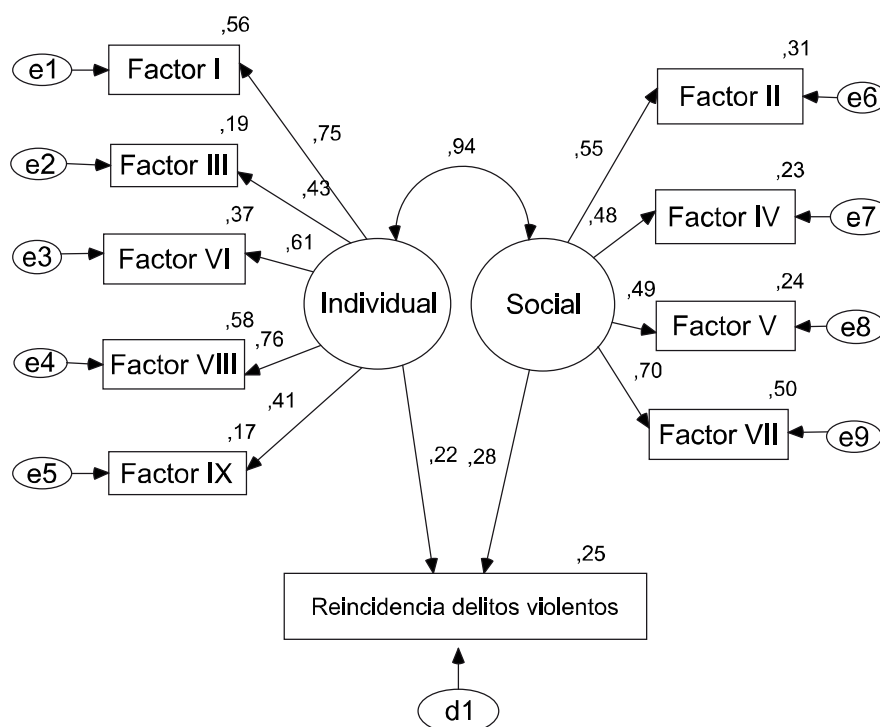 ,56
e1
Factor I
,19
,75
e2
Factor III
,43
,37
e3
Factor VI
,61
,58
e4
Factor VIII
,76
,41
,17
e5
Factor IX
Individual
,94
Social
,31
Factor II
e6
,55
,23
,48
Factor IV
e7
,24
,49
Factor V
e8
,70
,50
Factor VII
e9
,22
,28
,25
Reincidencia delitos violentos
d1